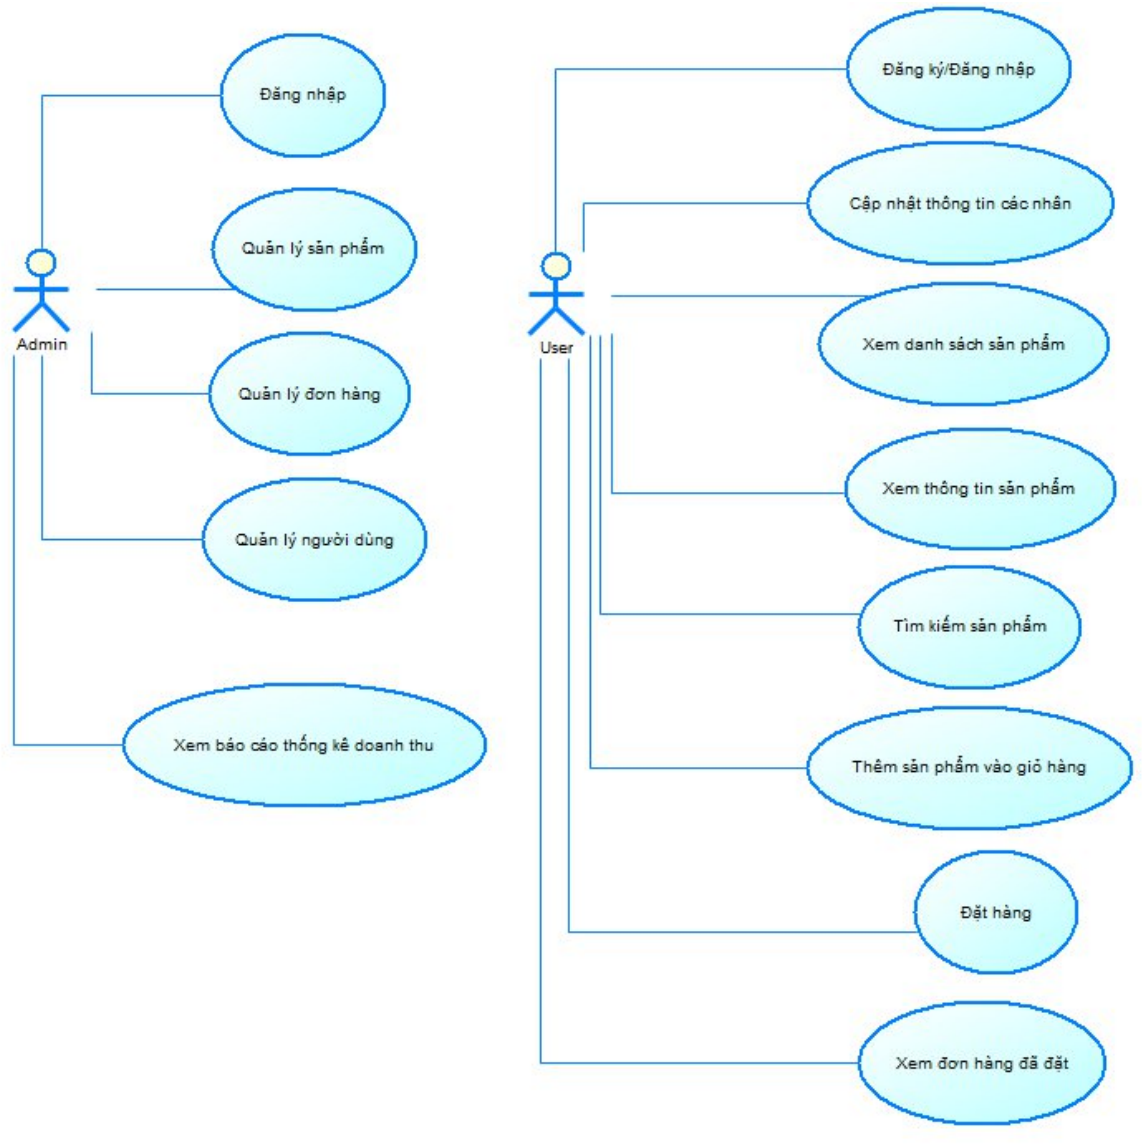 Đăng nhập
Quản lý sản phẩm
Admin
Quản lý đơn hàng
Quản lý người dùng
Xem báo cáo thống kê doanh thu
Đăng ký/Đăng nhập
Cập nhật thông tin các nhân
User
Xem danh sách sản phẩm
Xem thông tin sản phẩm
Tìm kiếm sản phẩm
Thêm sản phẩm vào giỏ hàng
Đặt hàng
Xem đơn hàng đã đặt